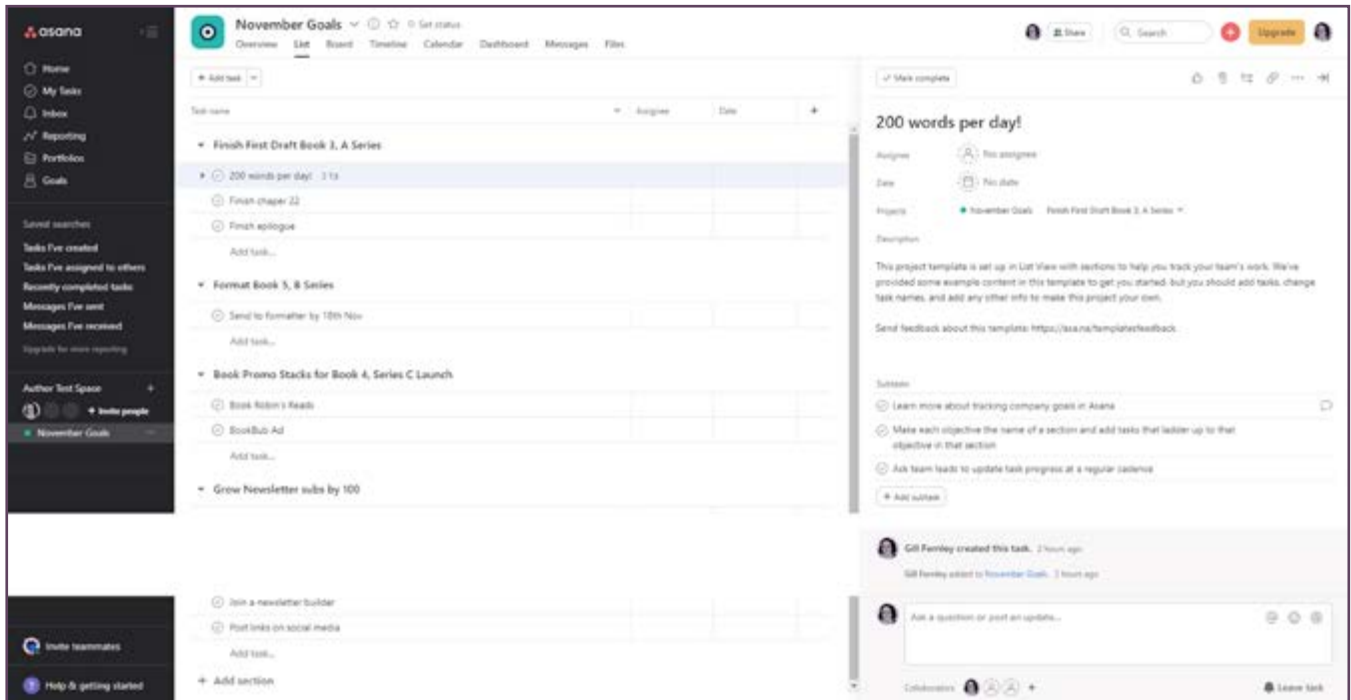 asana
Home
My Tasks
Inbox
Reporting
Portfolios
Goals
Saved searches
Tasks I've created
Tasks I've assigned to others
Recently completed tasks
Messages I've sent
Messages I've received
Upgrade for more reporting
Author Test Space
Invite people
November Goals
Invite teammates
? Help & getting started
November Goals
Set status
Overview List Board Timeline Calendar Dashboard Messages Files
Share
Search
Upgrade
+ Add task
Task name Assignee Date +
Finish First Draft Book 3, A Series
200 words per day! 3
Finish chaper 22
Finish epilogue
Add task...
Format Book 5, B Series
Send to formatter by 18th Nov
Add task...
Book Promo Stacks for Book 4, Series C Launch
Book Robin's Reads
BookBub Ad
Add task...
Grow Newsletter subs by 100
Join a newsletter builder
Post links on social media
Add task...
+ Add section
Mark complete
200 words per day!
Assignee No assignee
Date No date
Projects November Goals Finish First Draft Book 3, A Series
Description
This project template is set up in List View with sections to help you track your team's work. We've
provided some example content in this template to get you started, but you should add tasks, change
task names, and add any other info to make this project your own.
Send feedback about this template: https://asa.na/templatesfeedback.
Subtasks
Learn more about tracking company goals in Asana
Make each objective the name of a section and add tasks that ladder up to that
objective in that section
Ask team leads to update task progress at a regular cadence
+ Add subtask
Gill Fernley created this task. 2 hours ago
Gill Fernley added to November Goals. 2 hours ago
Ask a question or post an update...
Collaborators
+
Leave task